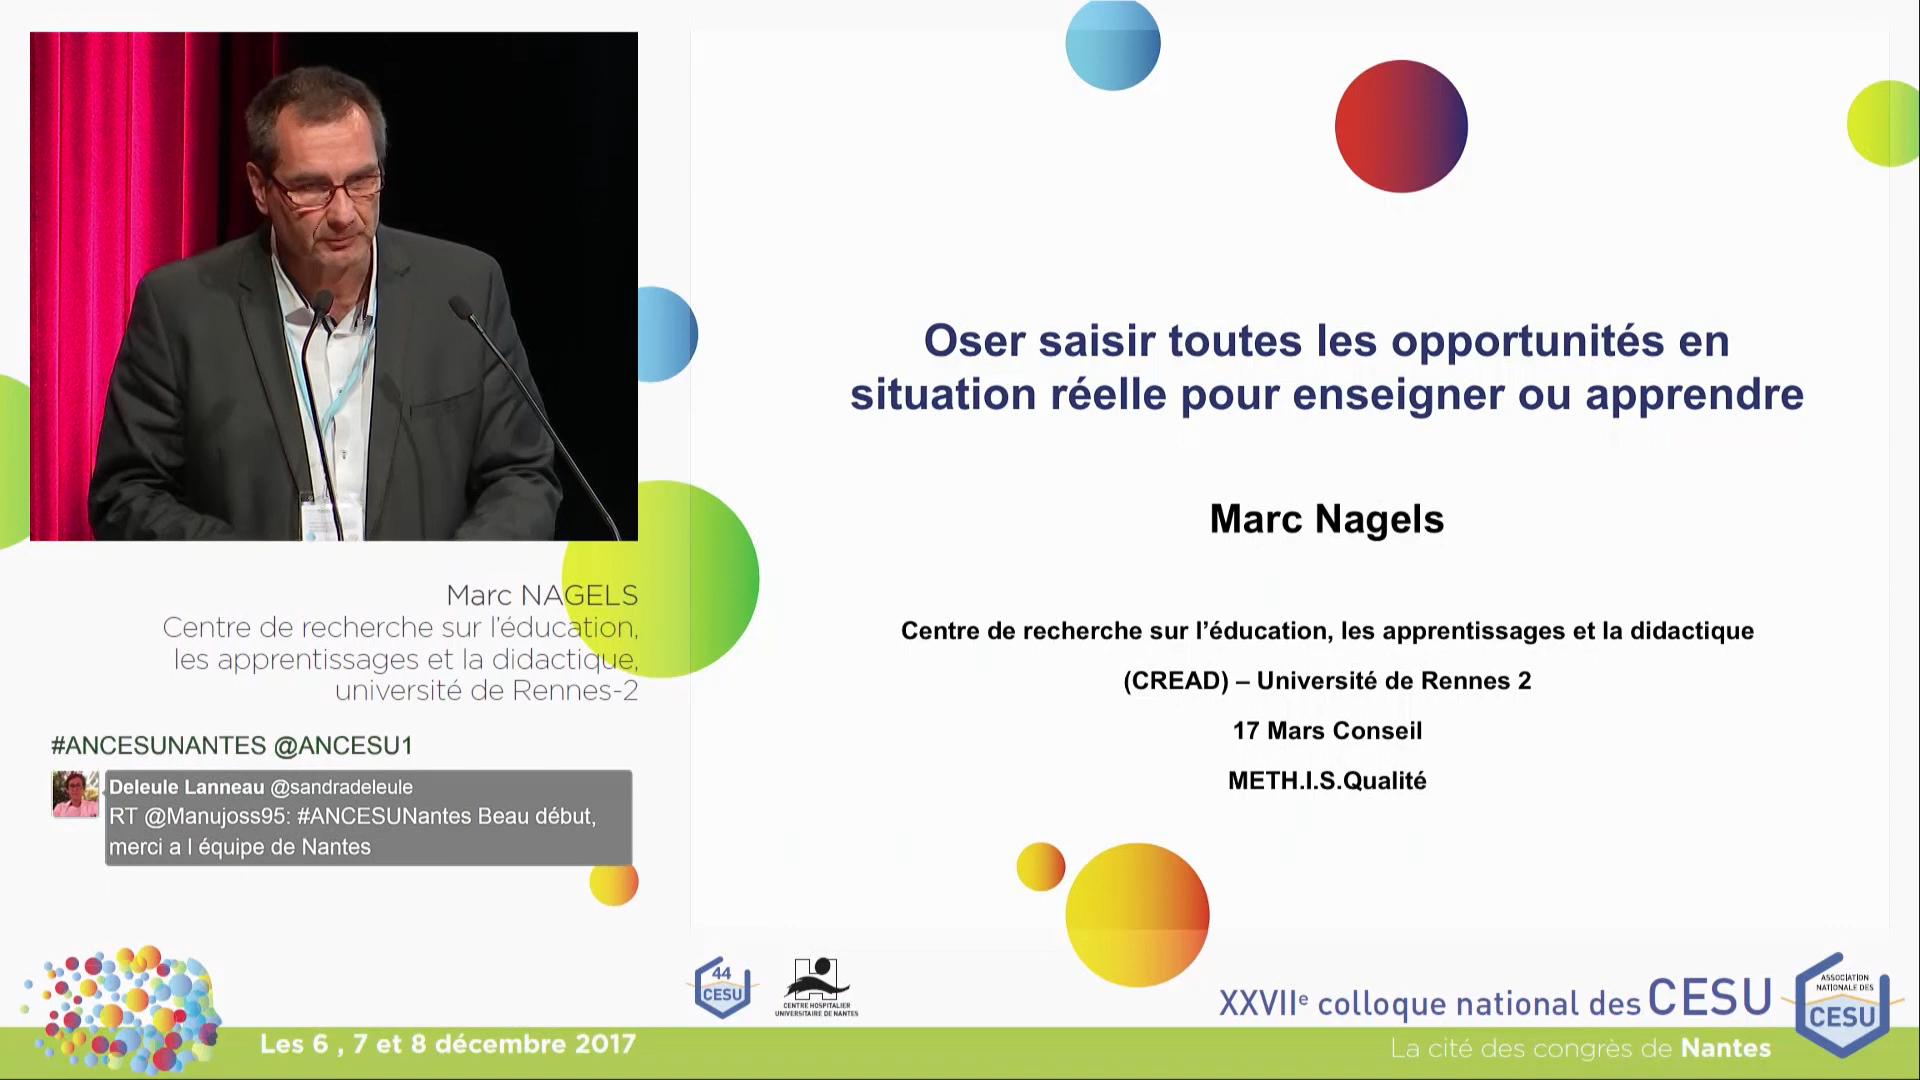 Oser saisir toutes les opportunités en
situation réelle pour enseigner ou apprendre
Marc Nagels
Centre de recherche sur l’éducation, les apprentissages et la didactique
(CREAD) – Université de Rennes 2
17 Mars Conseil
METH.I.S.Qualité
Marc NAGELS
Centre de recherche sur l’éducation,
les apprentissages et la didactique,
université de Rennes-2
#ANCESUNANTES @ANCESU1
Deleule Lanneau @sandradeleule
RT @Manujoss95: #ANCESUNantes Beau début,
merci a l équipe de Nantes
Les 6 , 7 et 8 décembre 2017
44
CESU
CENTRE HOSPITALIER
UNIVERSITAIRE DE NANTES
XXVIIe colloque national des CESU
La cité des congrès de Nantes
ASSOCIATION
NATIONALE DES
CESU